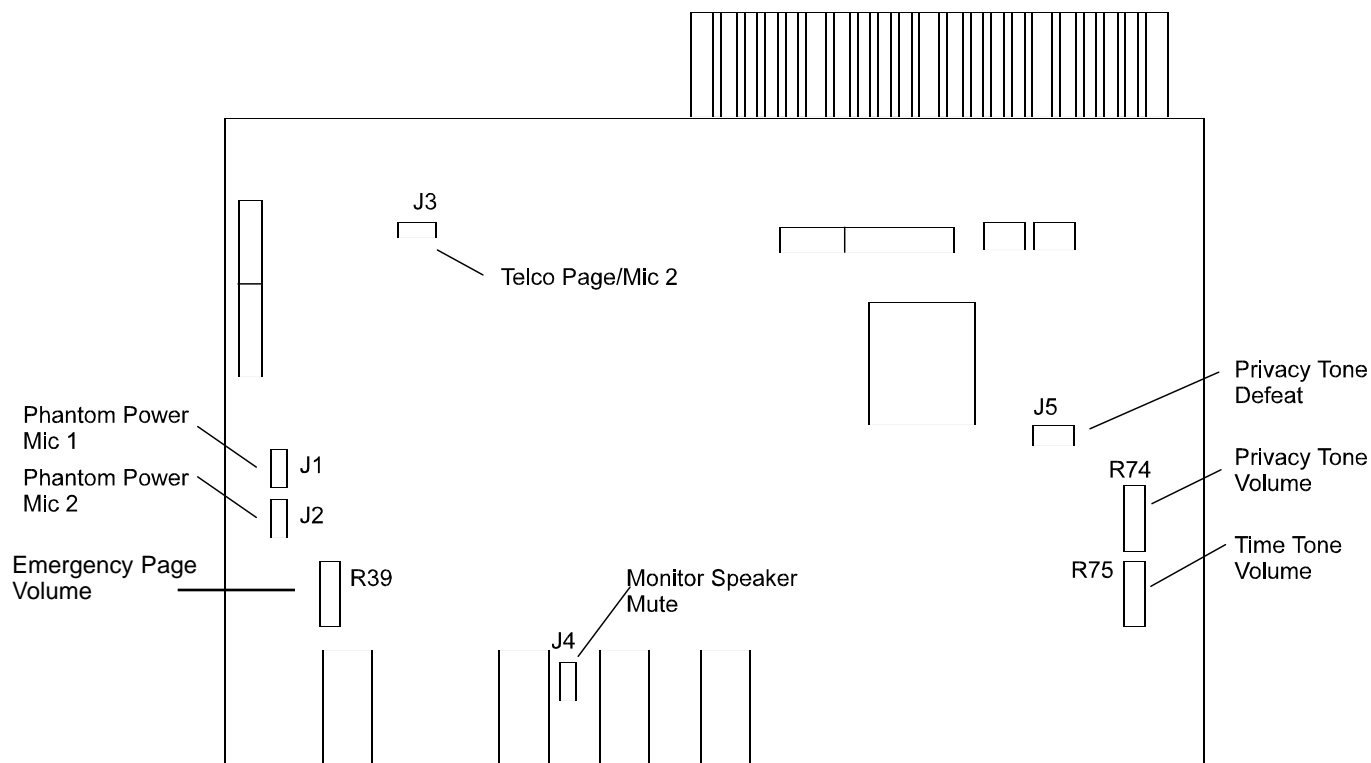 J3
Telco Page/Mic 2
Privacy Tone
Defeat
J5
Phantom Power
Mic 1
J1
Phantom Power
Mic 2
J2
R74
Privacy Tone
Volume
Emergency Page
Volume
R39
Monitor Speaker
Mute
J4
R75
Time Tone
Volume